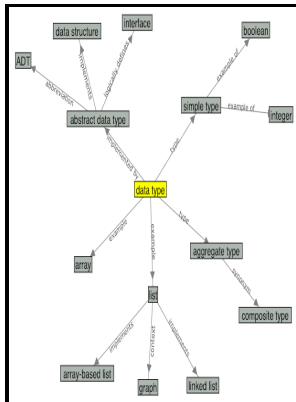 interface
boolean
data structure
implements
logically_defines
example of
ADT
abbreviation
simple type
example of
integer
abstract data type
implemented by
type
data type
example
example
type
array
aggregate type
list
synonym
composite type
implements
context
implements
array-based list
graph
linked list